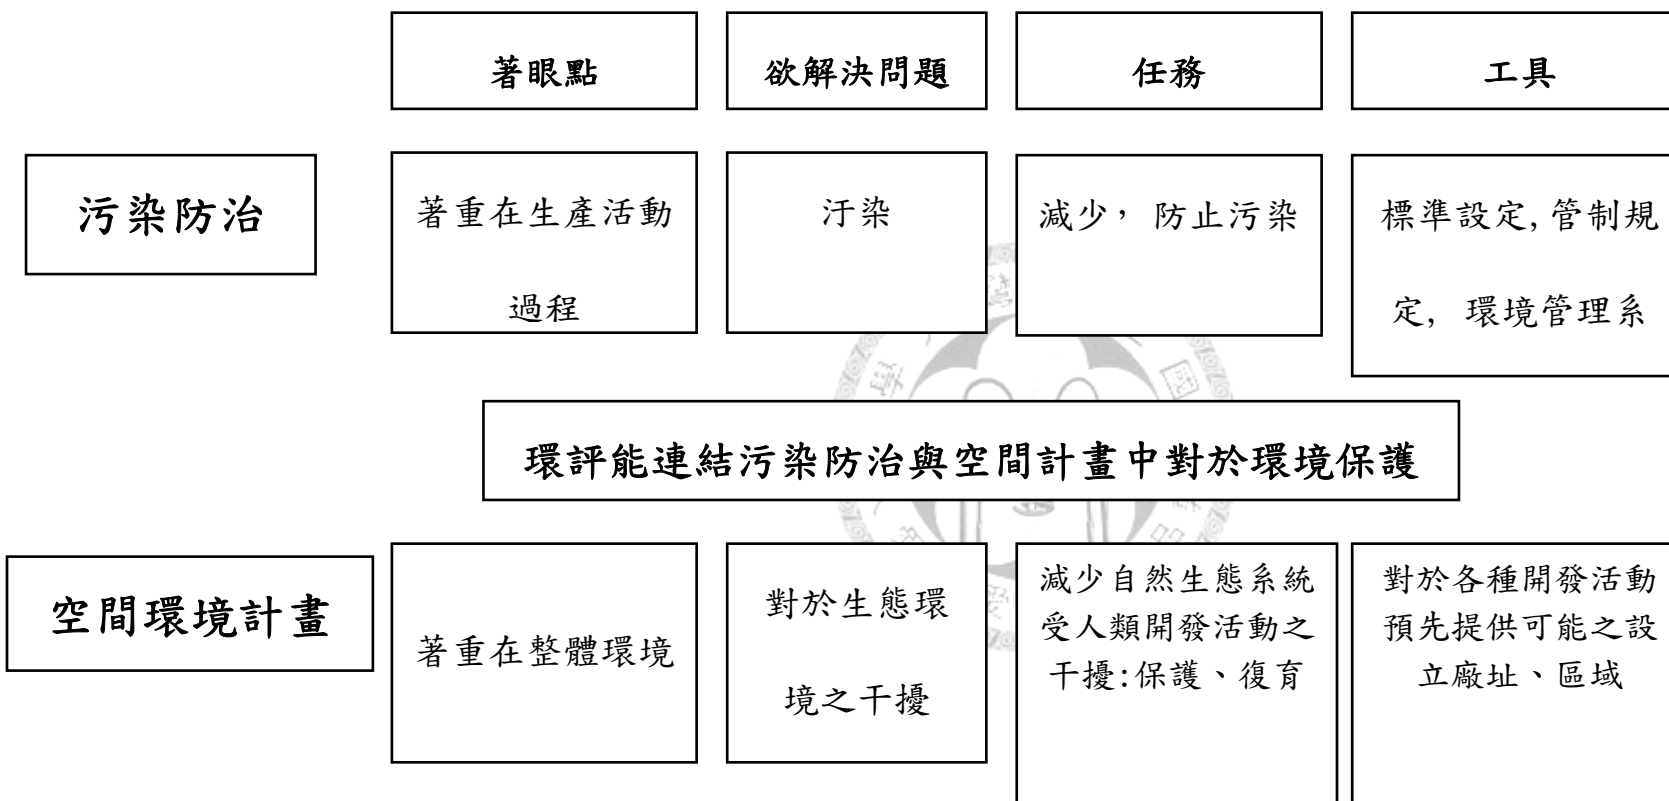 著眼點
欲解決問題
任務
工具
污染防治
著重在生產活動
過程
汙染
減少，防止污染
標準設定,管制規
定, 環境管理系
環評能連結污染防治與空間計畫中對於環境保護
空間環境計畫
著重在整體環境
對於生態環
境之干擾
減少自然生態系統
受人類開發活動之
干擾:保護、復育
對於各種開發活動
預先提供可能之設
立廠址、區域